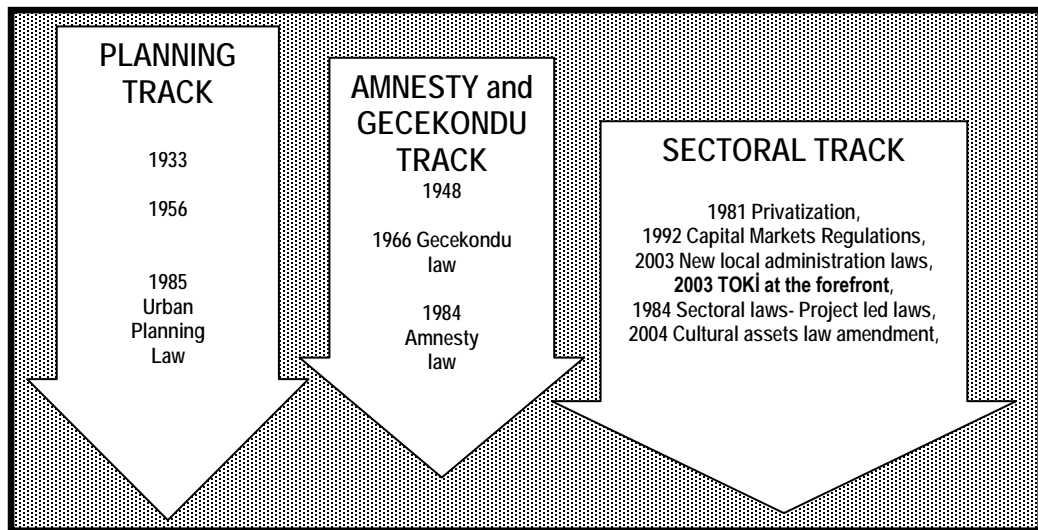 PLANNING
TRACK
1933
1956
1985
Urban
Planning
Law
AMNESTY and
GECEKONDU
TRACK
1948
1966 Gecekondu
law
1984
Amnesty
law
SECTORAL TRACK
1981 Privatization,
1992 Capital Markets Regulations,
2003 New local administration laws,
2003 TOKİ at the forefront,
1984 Sectoral laws- Project led laws,
2004 Cultural assets law amendment,